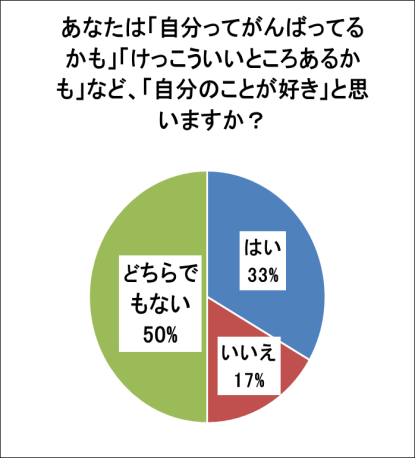 あなたは「自分ってがんばってる
かも」「けっこういいところあるか
も」など、「自分のことが好き」と思
いますか？
はい
33%
どちらで
もない
50%
いいえ
17%